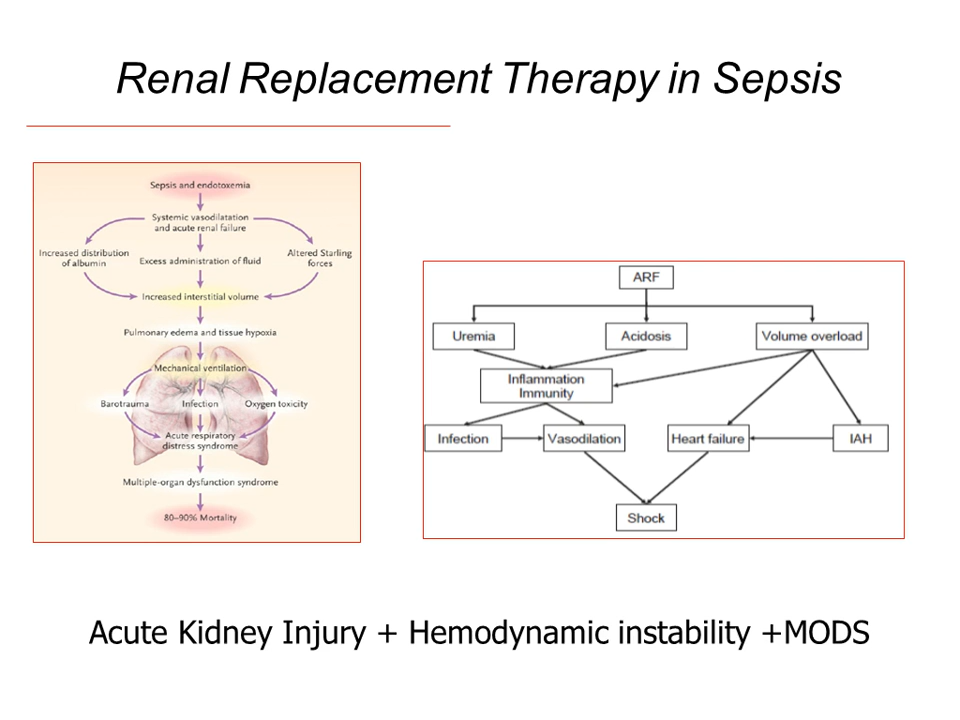 Renal Replacement Therapy in Sepsis
Sepsis and endotoxemia
Systemic vasodilatation
and acute renal failure
Increased distribution
of albumin
Excess administration of fluid
Altered Starling
forces
Increased interstitial volume
Pulmonary edema and tissue hypoxia
Mechanical ventilation
Barotrauma
Infection
Oxygen toxicity
Acute respiratory
distress syndrome
Multiple-organ dysfunction syndrome
80–90% Mortality
ARF
Uremia
Acidosis
Volume overload
Inflammation
Immunity
Infection
Vasodilation
Heart failure
IAH
Shock
Acute Kidney Injury + Hemodynamic instability +MODS